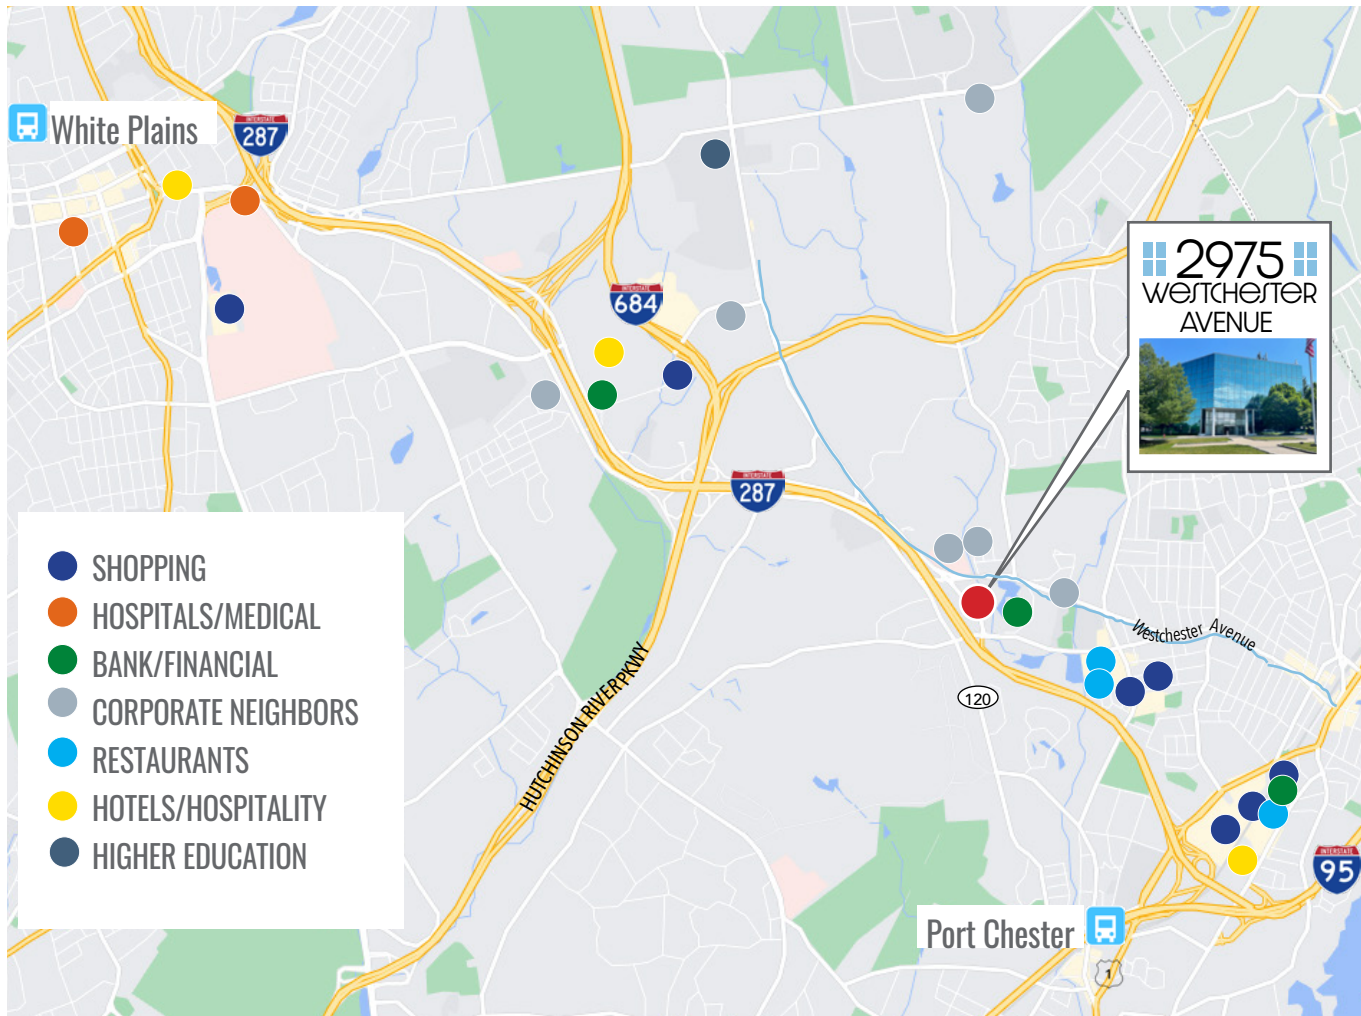 White Plains
INTERSTATE
287
2975
WESTCHESTER
AVENUE
INTERSTATE
684
INTERSTATE
287
SHOPPING
HOSPITALS/MEDICAL
BANK/FINANCIAL
CORPORATE NEIGHBORS
RESTAURANTS
HOTELS/HOSPITALITY
HIGHER EDUCATION
Westchester Avenue
HUTCHINSON RIVER PKWY
120
INTERSTATE
95
Port Chester
1